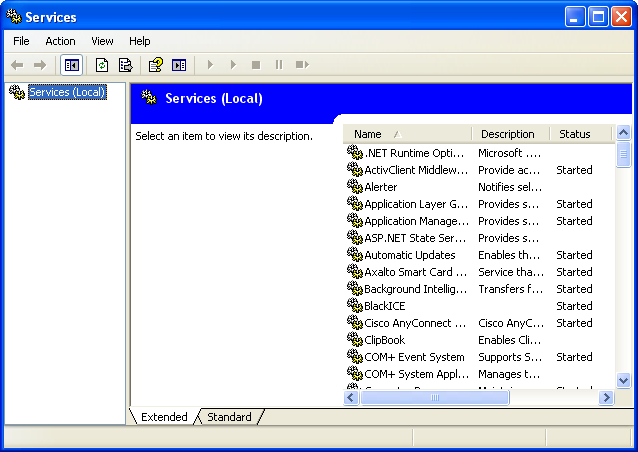 Services
File Action View Help
Services (Local)
Services (Local)
Select an item to view its description.
Name Description Status
.NET Runtime Opti... Microsoft ....
ActivClient Middlew... Provide ac... Started
Alerter Notifies sel...
Application Layer G... Provides s... Started
Application Manage... Provides s... Started
ASP.NET State Ser... Provides s...
Automatic Updates Enables th... Started
Axalto Smart Card ... Service tha... Started
Background Intellig... Transfers f... Started
BlackICE Started
Cisco AnyConnect ... Cisco AnyC... Started
ClipBook Enables Cli...
COM+ Event System Supports S... Started
COM+ System Appl... Manages t...
Started
Extended Standard